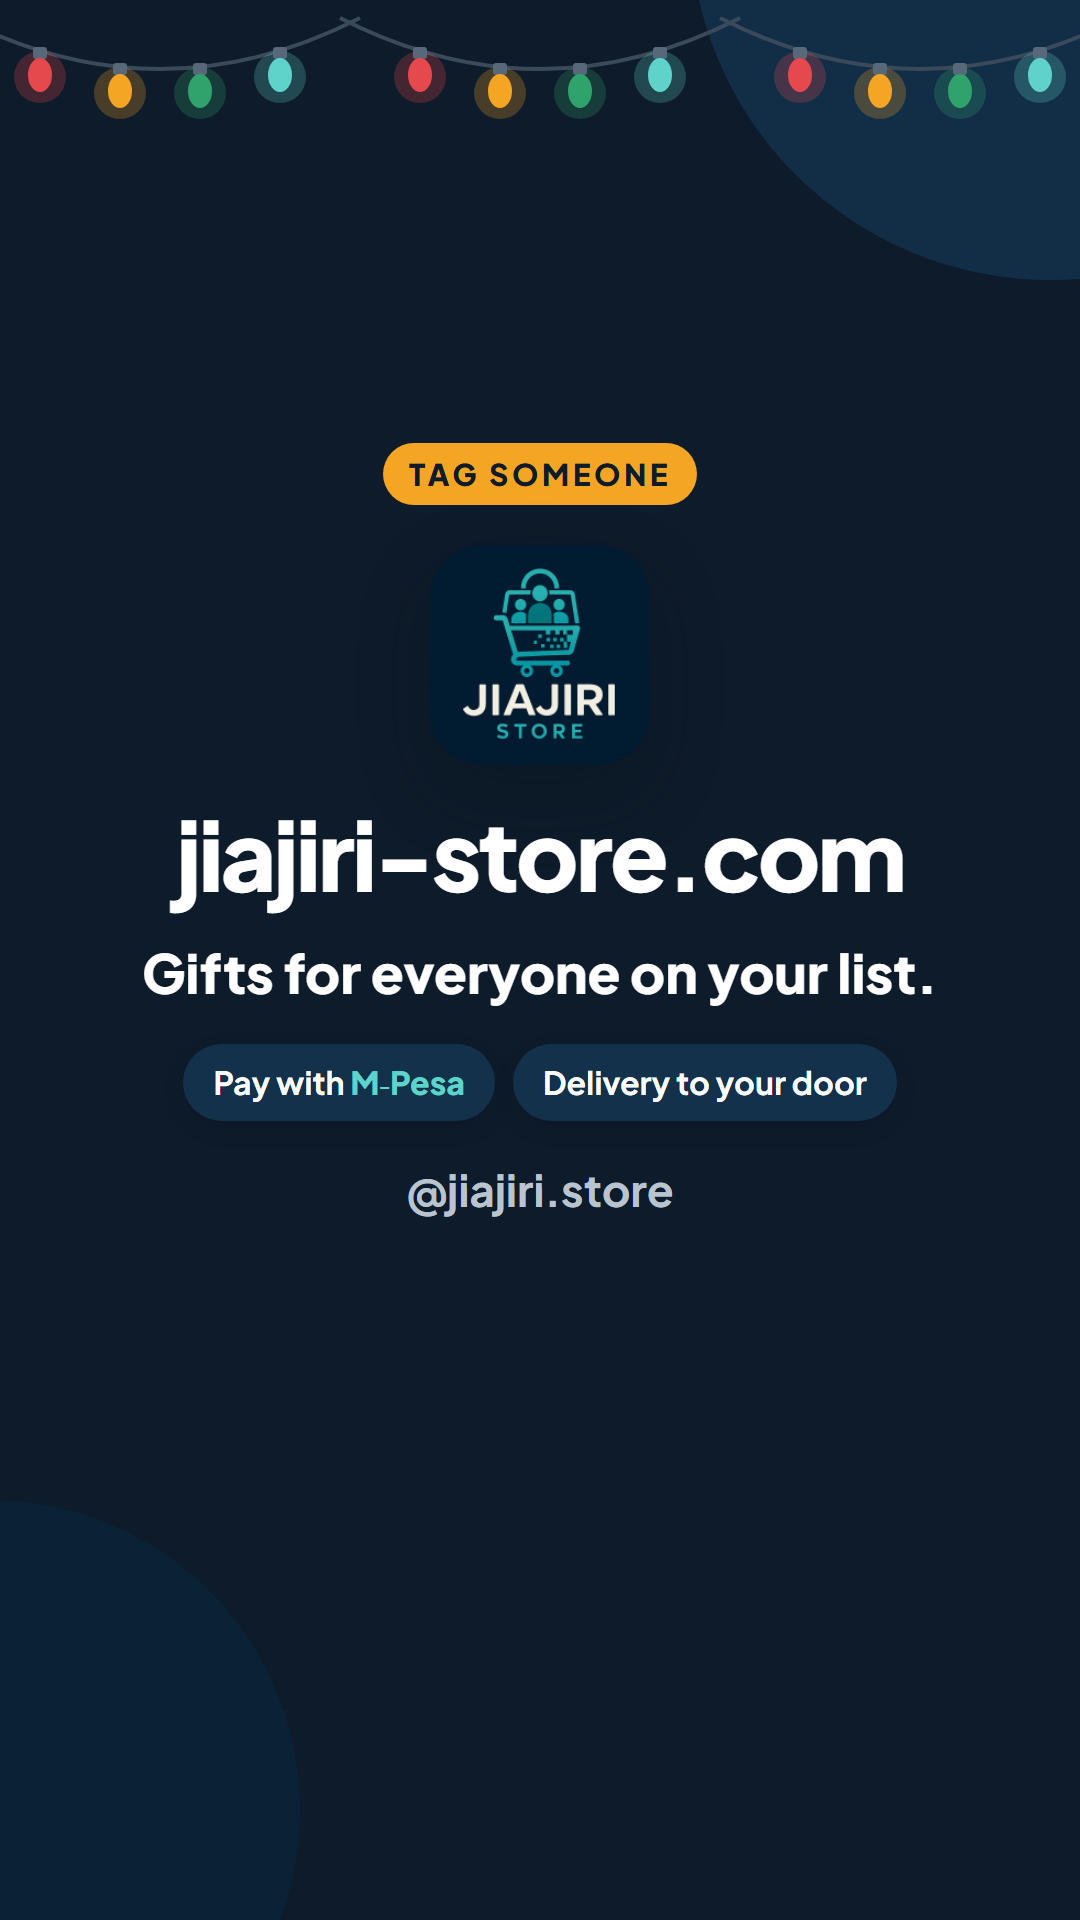 TAG SOMEONE
JIAJIRI
STORE
jiajiri-store.com
Gifts for everyone on your list.
Pay with M-Pesa
Delivery to your door
@jiajiri.store